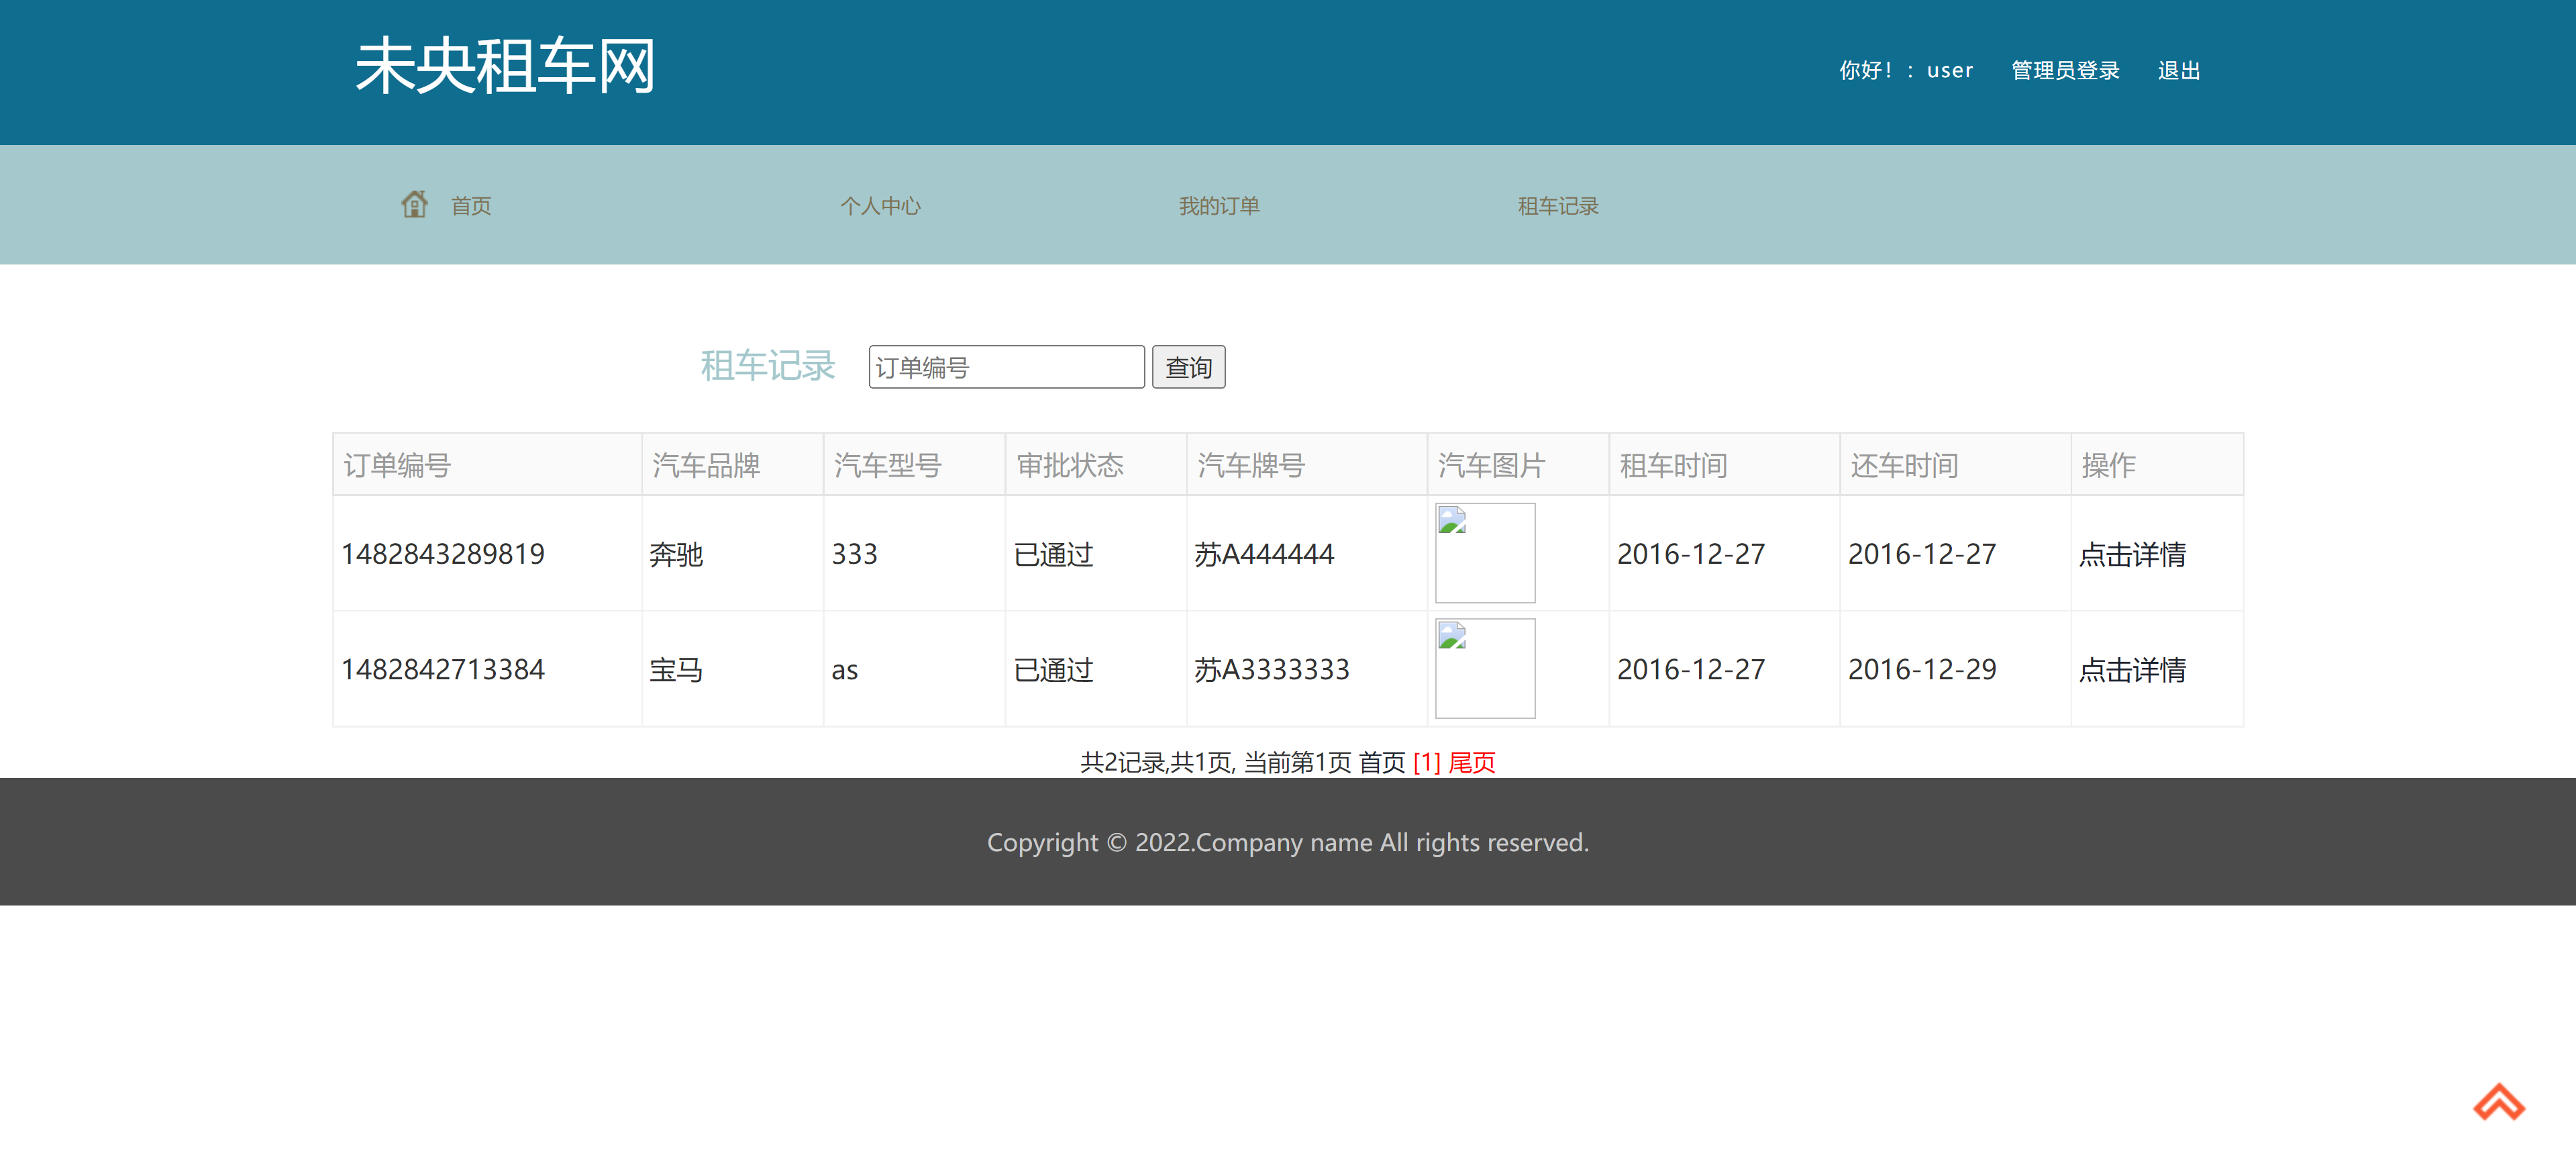 未央租车网
你好！：user 管理员登录 退出
首页 个人中心 我的订单 租车记录
租车记录 订单编号 查询
订单编号 汽车品牌 汽车型号 审批状态 汽车牌号 汽车图片 租车时间 还车时间 操作
1482843289819 奔驰 333 已通过 苏A444444 2016-12-27 2016-12-27 点击详情
1482842713384 宝马 as 已通过 苏A3333333 2016-12-27 2016-12-29 点击详情
共2记录,共1页, 当前第1页 首页 [1] 尾页
Copyright © 2022.Company name All rights reserved.